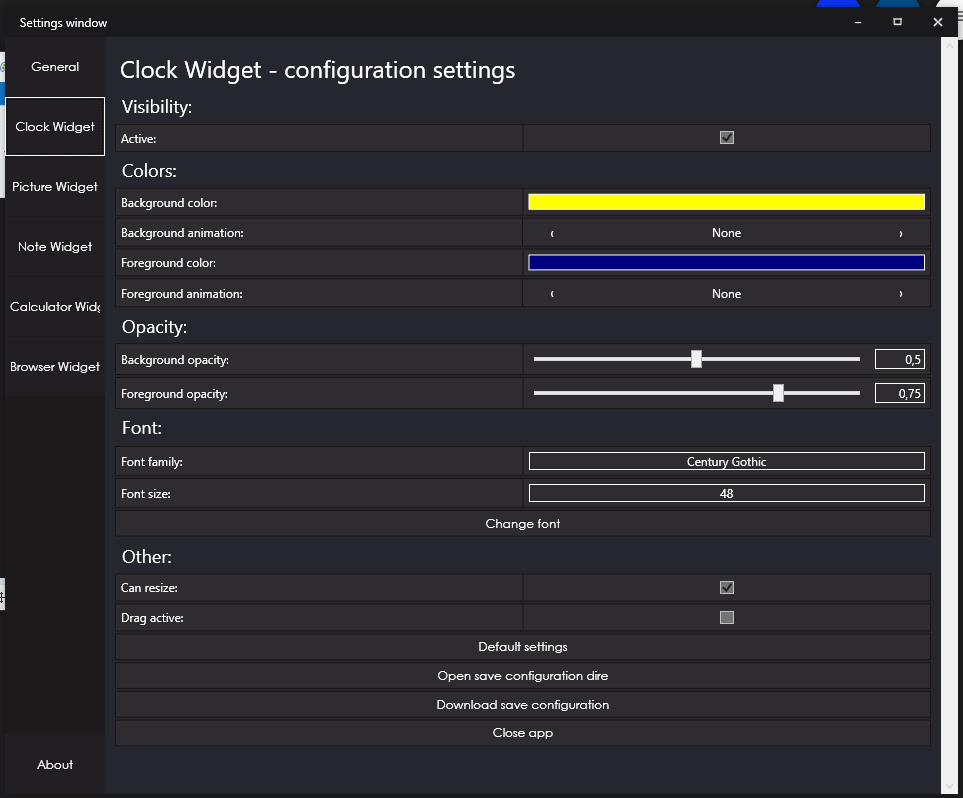 Settings window
General
Clock Widget
Picture Widget
Note Widget
Calculator Widg
Browser Widget
About
Clock Widget - configuration settings
Visibility:
Active:
Colors:
Background color:
Background animation: ‹ None ›
Foreground color:
Foreground animation: ‹ None ›
Opacity:
Background opacity: 0,5
Foreground opacity: 0,75
Font:
Font family: Century Gothic
Font size: 48
Change font
Other:
Can resize:
Drag active:
Default settings
Open save configuration dire
Download save configuration
Close app